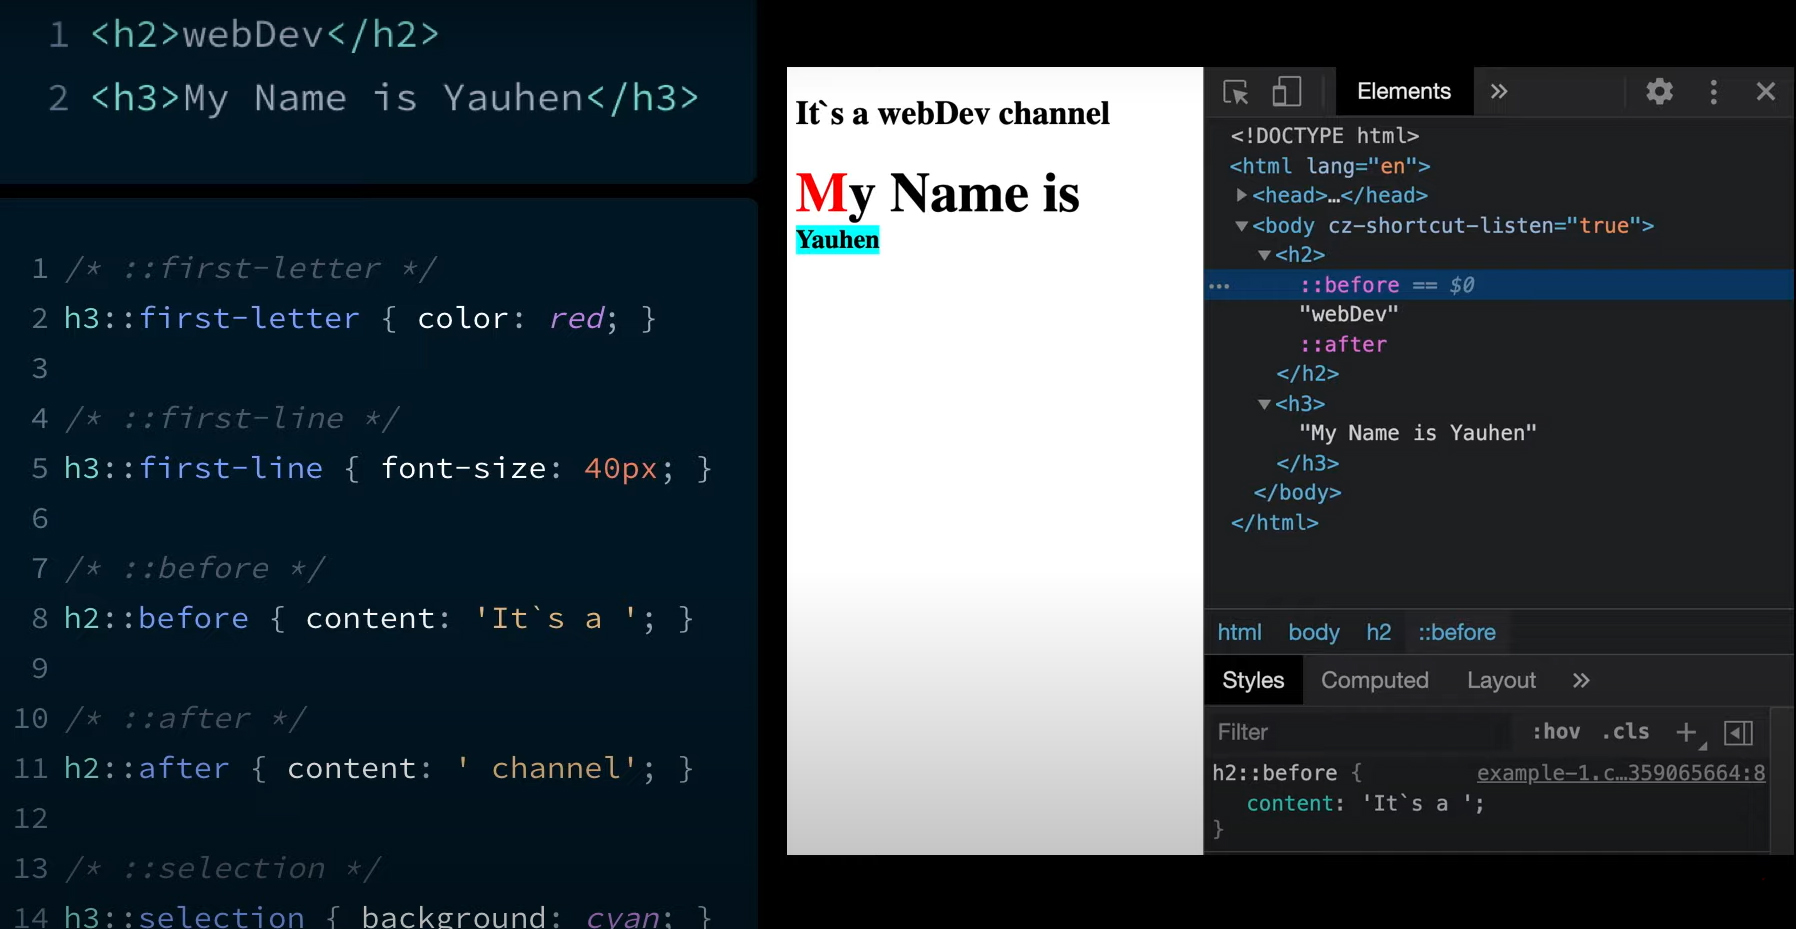 1 <h2>webDev</h2>
2 <h3>My Name is Yauhen</h3>
1 /* ::first-letter */
2 h3::first-letter { color: red; }
3
4 /* ::first-line */
5 h3::first-line { font-size: 40px; }
6
7 /* ::before */
8 h2::before { content: 'It`s a '; }
9
10 /* ::after */
11 h2::after { content: ' channel'; }
12
13 /* ::selection */
14 h3::selection { background: cyan; }
It`s a webDev channel
My Name is
Yauhen
Elements »
<!DOCTYPE html>
<html lang="en">
<head>…</head>
<body cz-shortcut-listen="true">
<h2>
::before == $0
"webDev"
::after
</h2>
<h3>
"My Name is Yauhen"
</h3>
</body>
</html>
html body h2 ::before
Styles Computed Layout »
Filter :hov .cls +
h2::before { example-1.c…359065664:8
content: 'It`s a ';
}